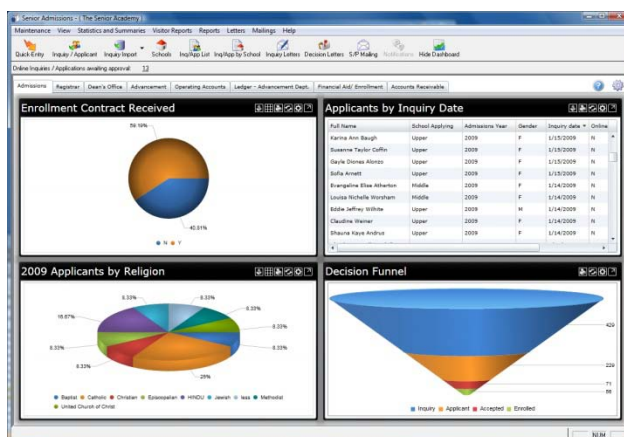 Senior Admissions - (The Senior Academy)
Maintenance View Statistics and Summaries Visitor Reports Reports Letters Mailings Help
Quick-Entry Inquiry / Applicant Inquiry Import Schools Inq/App List Inq/App by School Inquiry Letters Decision Letters S/P Mailing Notifications Hide Dashboard
Online Inquiries / Applications awaiting approval 12
Admissions Registrar Dean's Office Advancement Operating Accounts Ledger - Advancement Dept. Financial Aid/ Enrollment Accounts Receivable
Enrollment Contract Received
N Y
Applicants by Inquiry Date
Full Name School Applying Admissions Year Gender Inquiry date Online
Karina Ann Baugh Upper 2009 F 1/15/2009 N
Susanne Taylor Coffin Upper 2009 F 1/15/2009 N
Gayle Diones Alonzo Upper 2009 F 1/15/2009 N
Sofia Arnett Upper 2009 F 1/15/2009 N
Evangeline Elise Atherton Middle 2009 F 1/14/2009 N
Louisa Nichelle Worsham Middle 2009 F 1/14/2009 N
Eddie Jeffrey Wilhite Upper 2009 M 1/14/2009 N
Claudine Weiner Upper 2009 F 1/14/2009 N
Shauna Kaye Andrus Upper 2009 F 1/14/2009 N
2009 Applicants by Religion
8.33%
8.33%
8.33%
16.67%
8.33%
8.33%
8.33%
8.33%
25%
Baptist Catholic Christian Episcopalian HINDU Jewish Methodist
United Church of Christ
Decision Funnel
429
229
71
Inquiry Applicant Accepted Enrolled
NUM